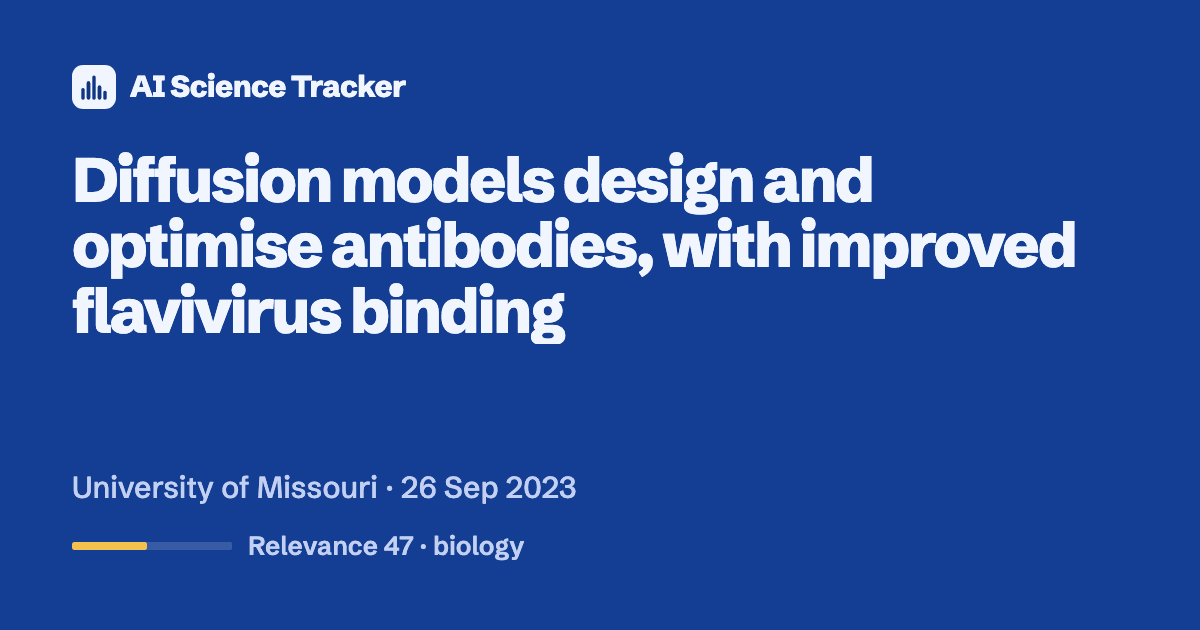 AI Science Tracker
Diffusion models design and
optimise antibodies, with improved
flavivirus binding
University of Missouri · 26 Sep 2023
Relevance 47 · biology